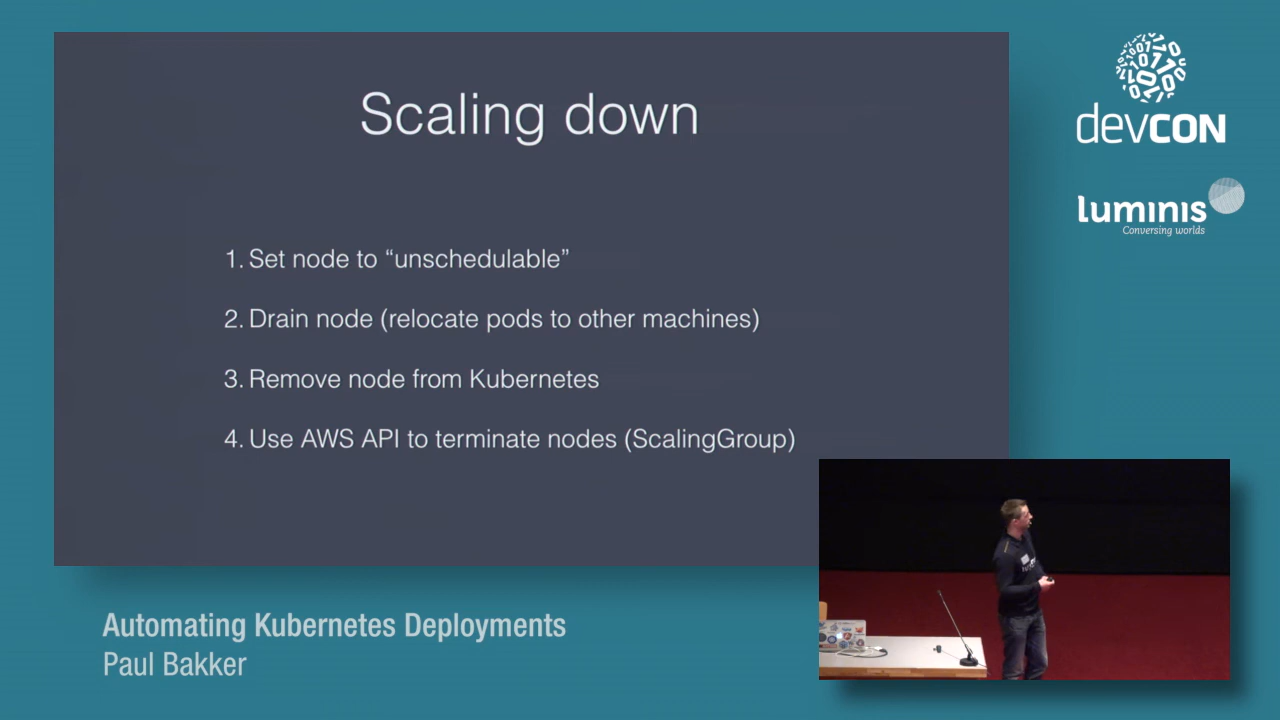 Scaling down
1. Set node to “unschedulable”
2. Drain node (relocate pods to other machines)
3. Remove node from Kubernetes
4. Use AWS API to terminate nodes (ScalingGroup)
devcon
luminis
Conversing worlds
Automating Kubernetes Deployments
Paul Bakker